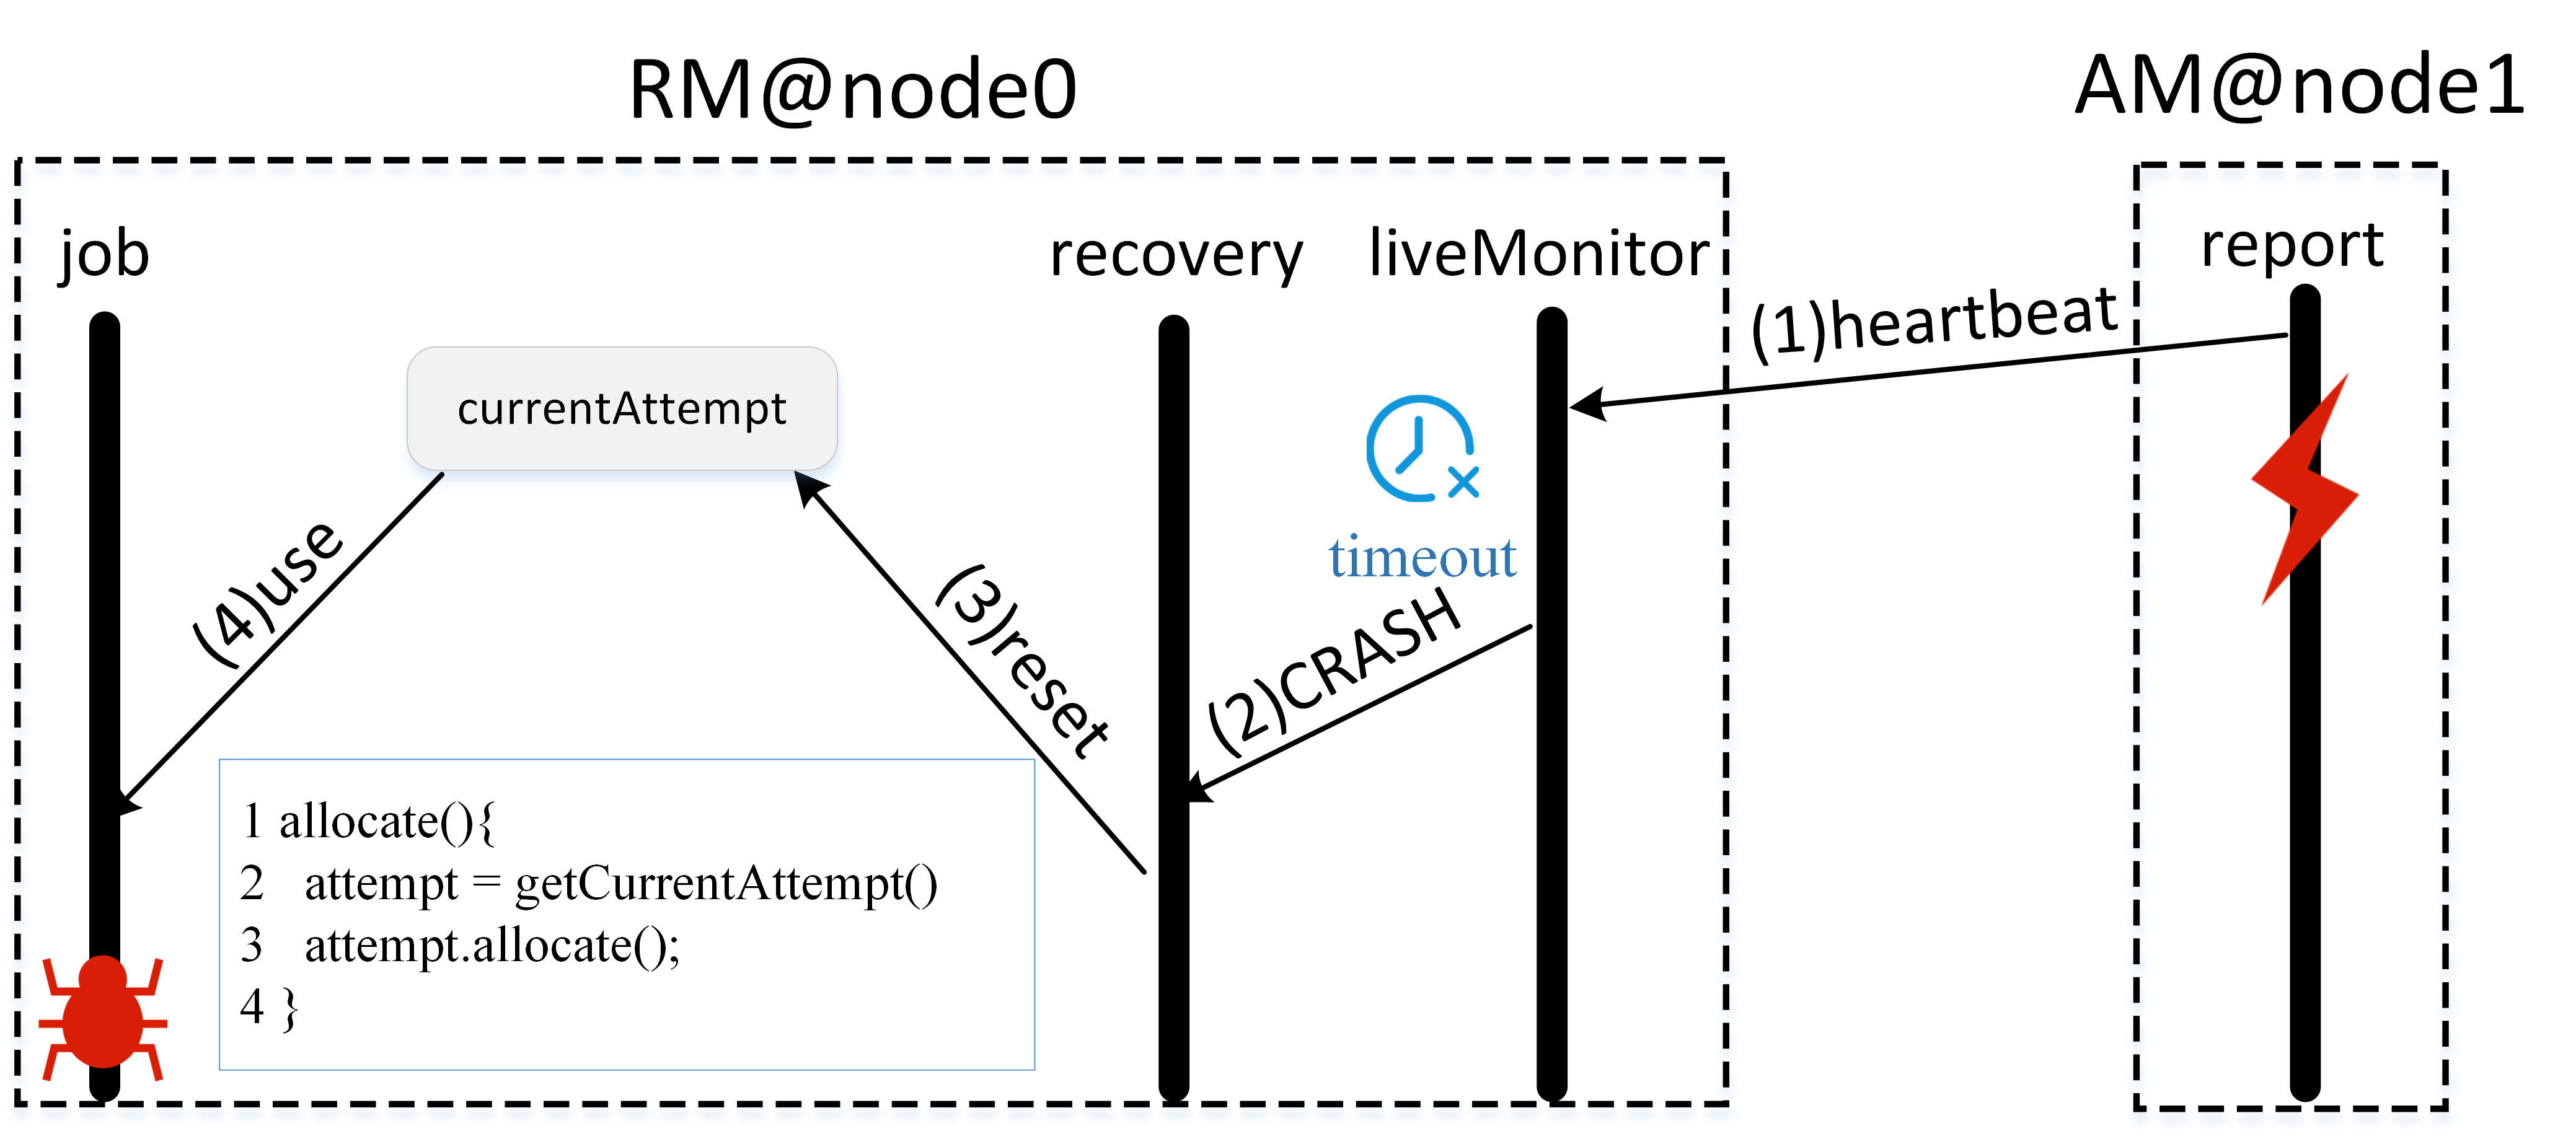 RM@node0
AM@node1
job
recovery
liveMonitor
report
(1)heartbeat
currentAttempt
timeout
(2)CRASH
(3)reset
(4)use
1 allocate(){
2 attempt = getCurrentAttempt()
3 attempt.allocate();
4 }